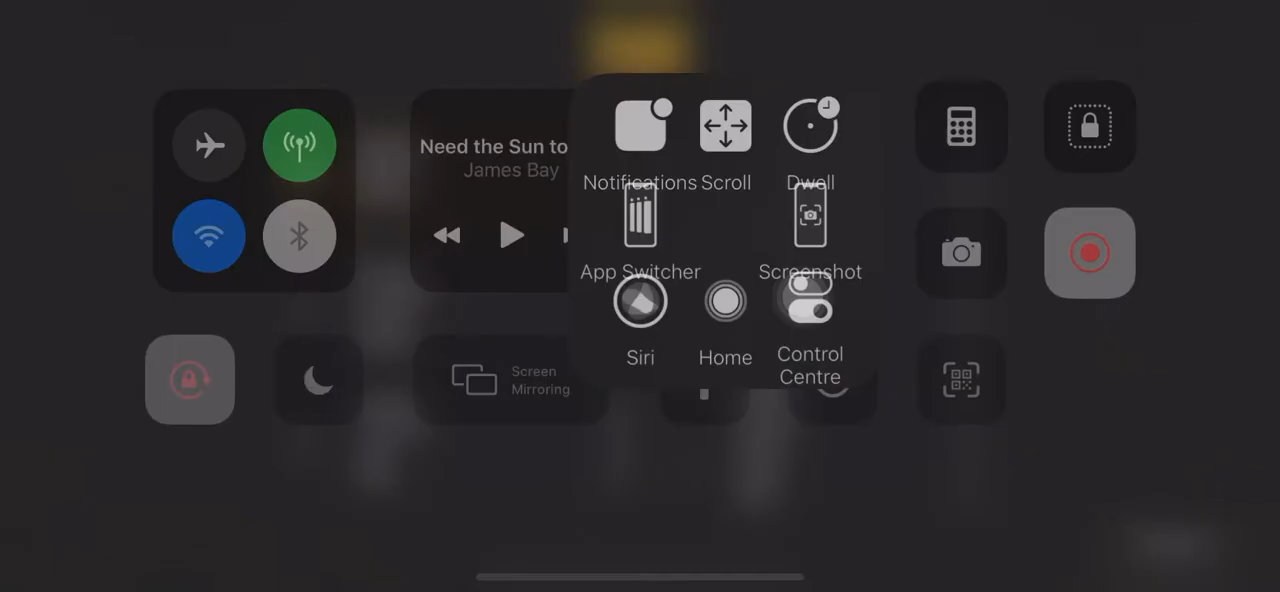 Need the Sun to
James Bay
Notifications
Scroll
Dwell
App Switcher
Screenshot
Siri
Home
Control
Centre
Screen
Mirroring